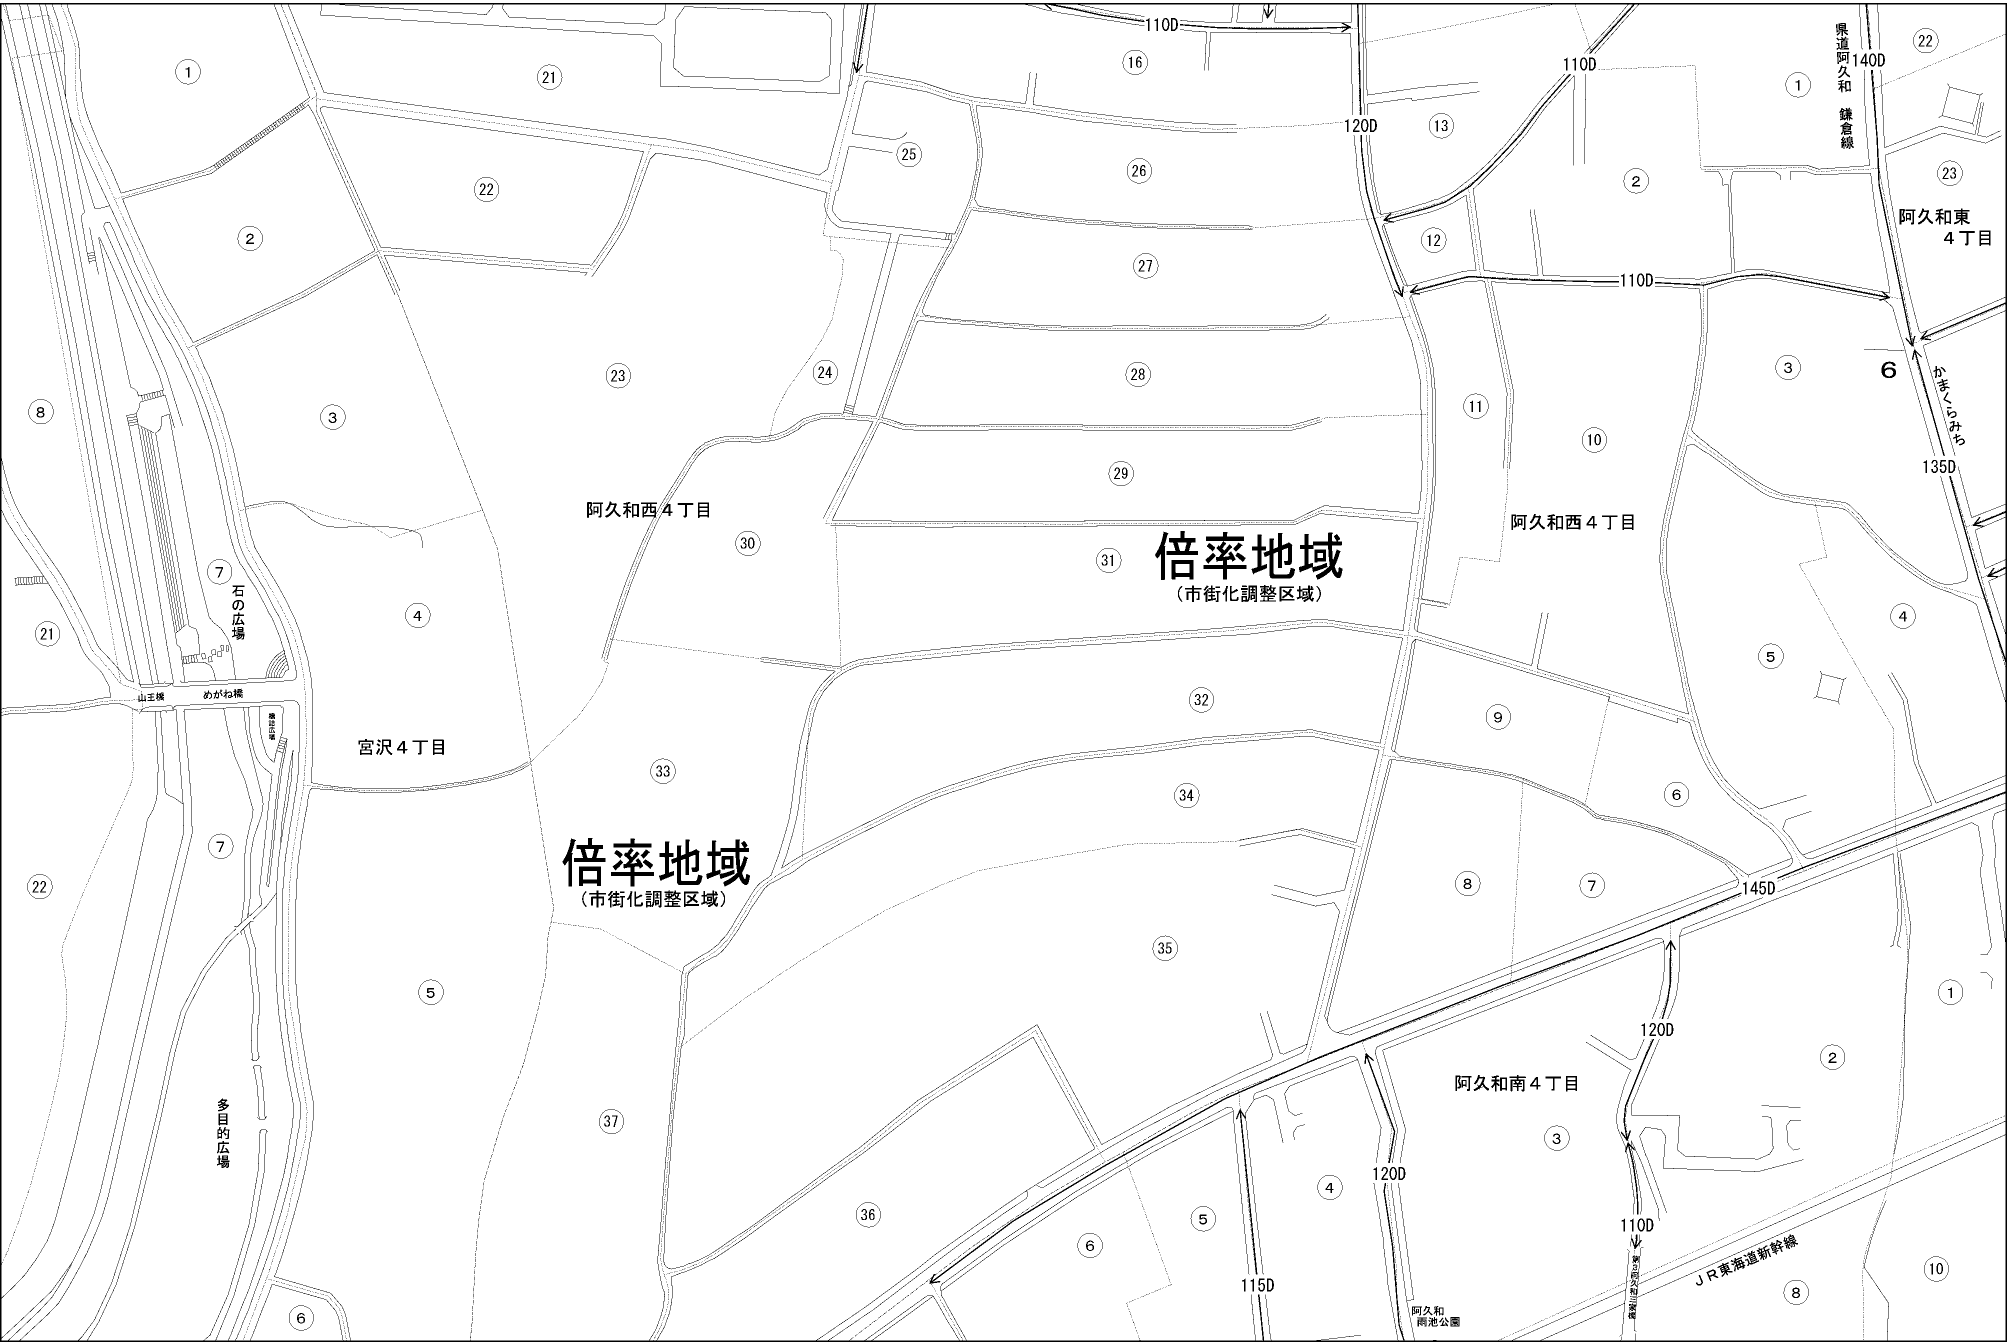 110D
県道阿久和 鎌倉線
22
140D
1
21
16
110D
1
120D
13
25
26
2
23
22
阿久和東
４丁目
2
12
27
110D
23
24
28
3
6
かまくらみち
8
3
11
10
29
135D
阿久和西４丁目
阿久和西４丁目
30
31
倍率地域
（市街化調整区域）
7
石の広場
4
4
21
5
山王橋
めがね橋
橋詰広場
32
9
宮沢４丁目
33
34
6
7
倍率地域
（市街化調整区域）
22
8
7
145D
35
5
1
120D
2
阿久和南４丁目
多目的広場
37
3
120D
4
36
5
6
110D
JR東海道新幹線
10
115D
8
阿久和
雨池公園
6